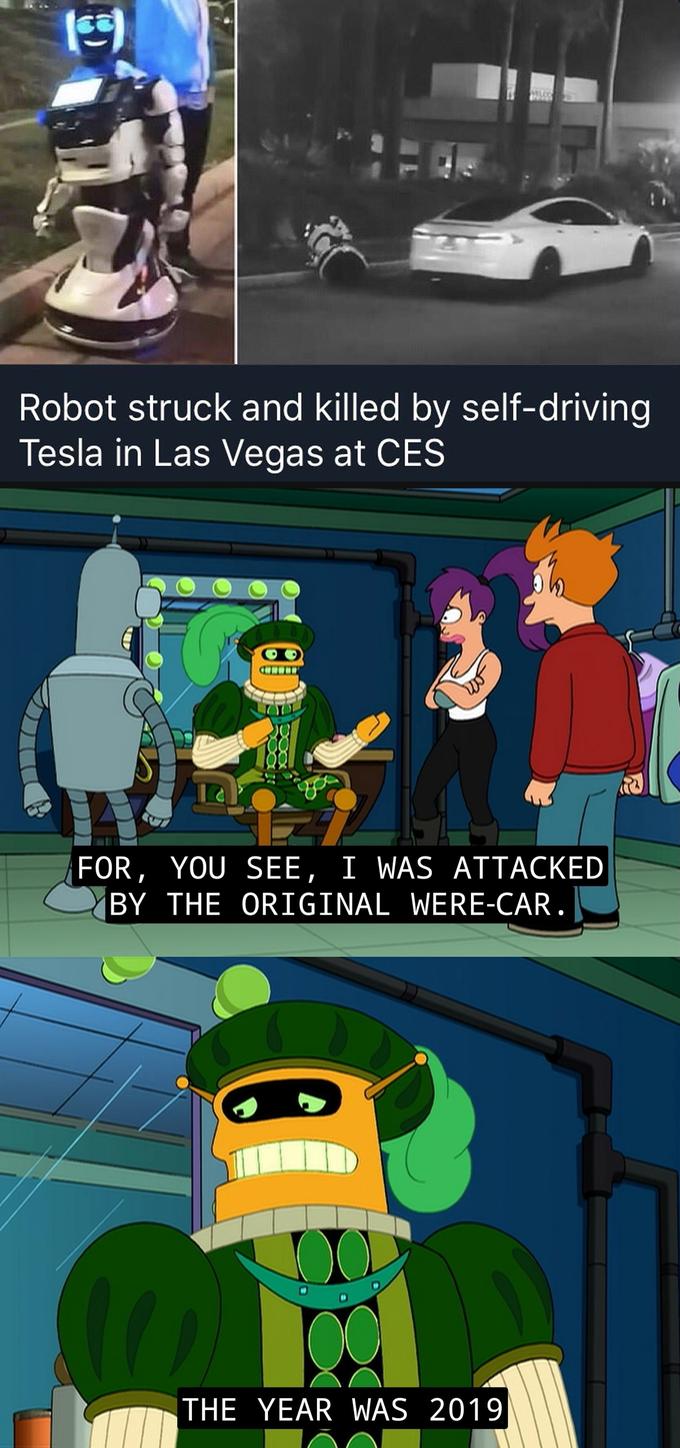 Robot struck and killed by self-driving
Tesla in Las Vegas at CES
FOR, YOU SEE, I WAS ATTACKED
BY THE ORIGINAL WERE-CAR.
THE YEAR WAS 2019